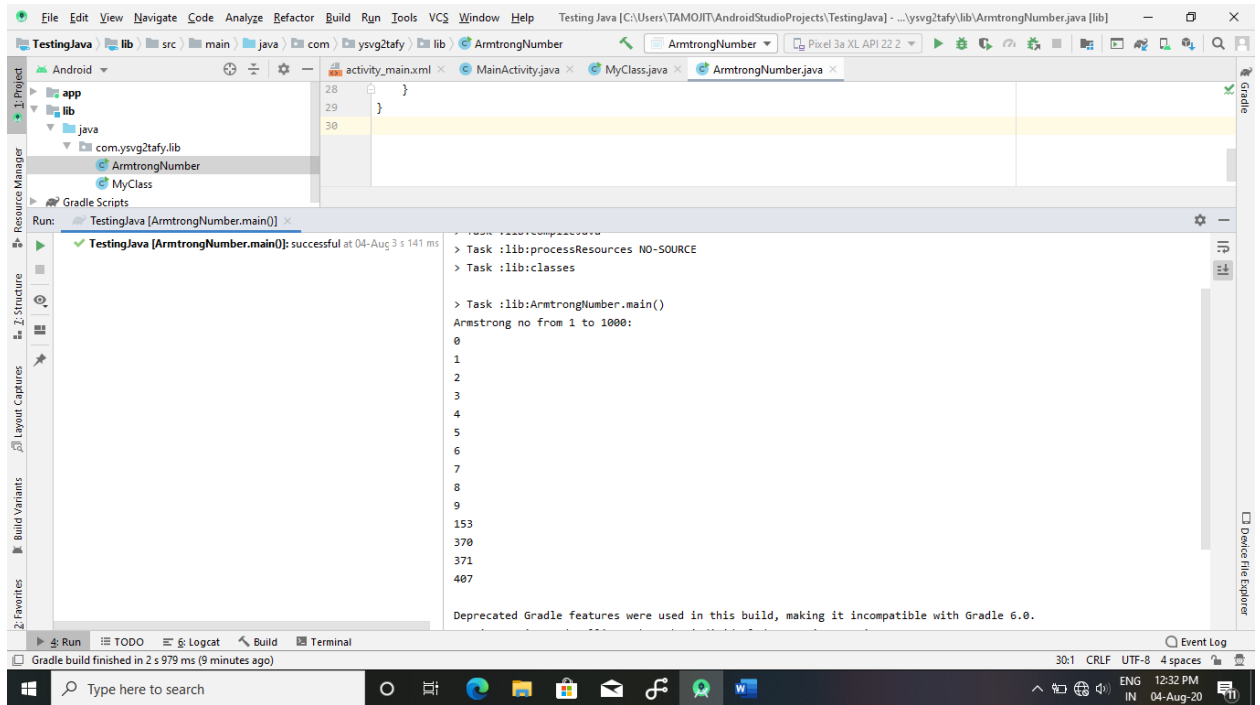 File Edit View Navigate Code Analyze Refactor Build Run Tools VCS Window Help Testing Java [C:\Users\TAMOJIT\AndroidStudioProjects\TestingJava] - ...\ysvg2tafy\lib\ArmtrongNumber.java [lib]
TestingJava lib src main java com ysvg2tafy lib ArmtrongNumber ArmtrongNumber Pixel 3a XL API 22 2
Android activity_main.xml MainActivity.java MyClass.java ArmtrongNumber.java
1: Project
Resource Manager
Z: Structure
Layout Captures
Build Variants
2: Favorites
app
lib
java
com.ysvg2tafy.lib
ArmtrongNumber
MyClass
Gradle Scripts
28 }
29 }
30
Gradle
Device File Explorer
Run: TestingJava [ArmtrongNumber.main()]
TestingJava [ArmtrongNumber.main()]: successful at 04-Aug 3 s 141 ms
> Task :lib:compileJava
> Task :lib:processResources NO-SOURCE
> Task :lib:classes
> Task :lib:ArmtrongNumber.main()
Armstrong no from 1 to 1000:
0
1
2
3
4
5
6
7
8
9
153
370
371
407
Deprecated Gradle features were used in this build, making it incompatible with Gradle 6.0.
4: Run TODO 6: Logcat Build Terminal Event Log
Gradle build finished in 2 s 979 ms (9 minutes ago) 30:1 CRLF UTF-8 4 spaces
Type here to search ENG 12:32 PM
IN 04-Aug-20
11